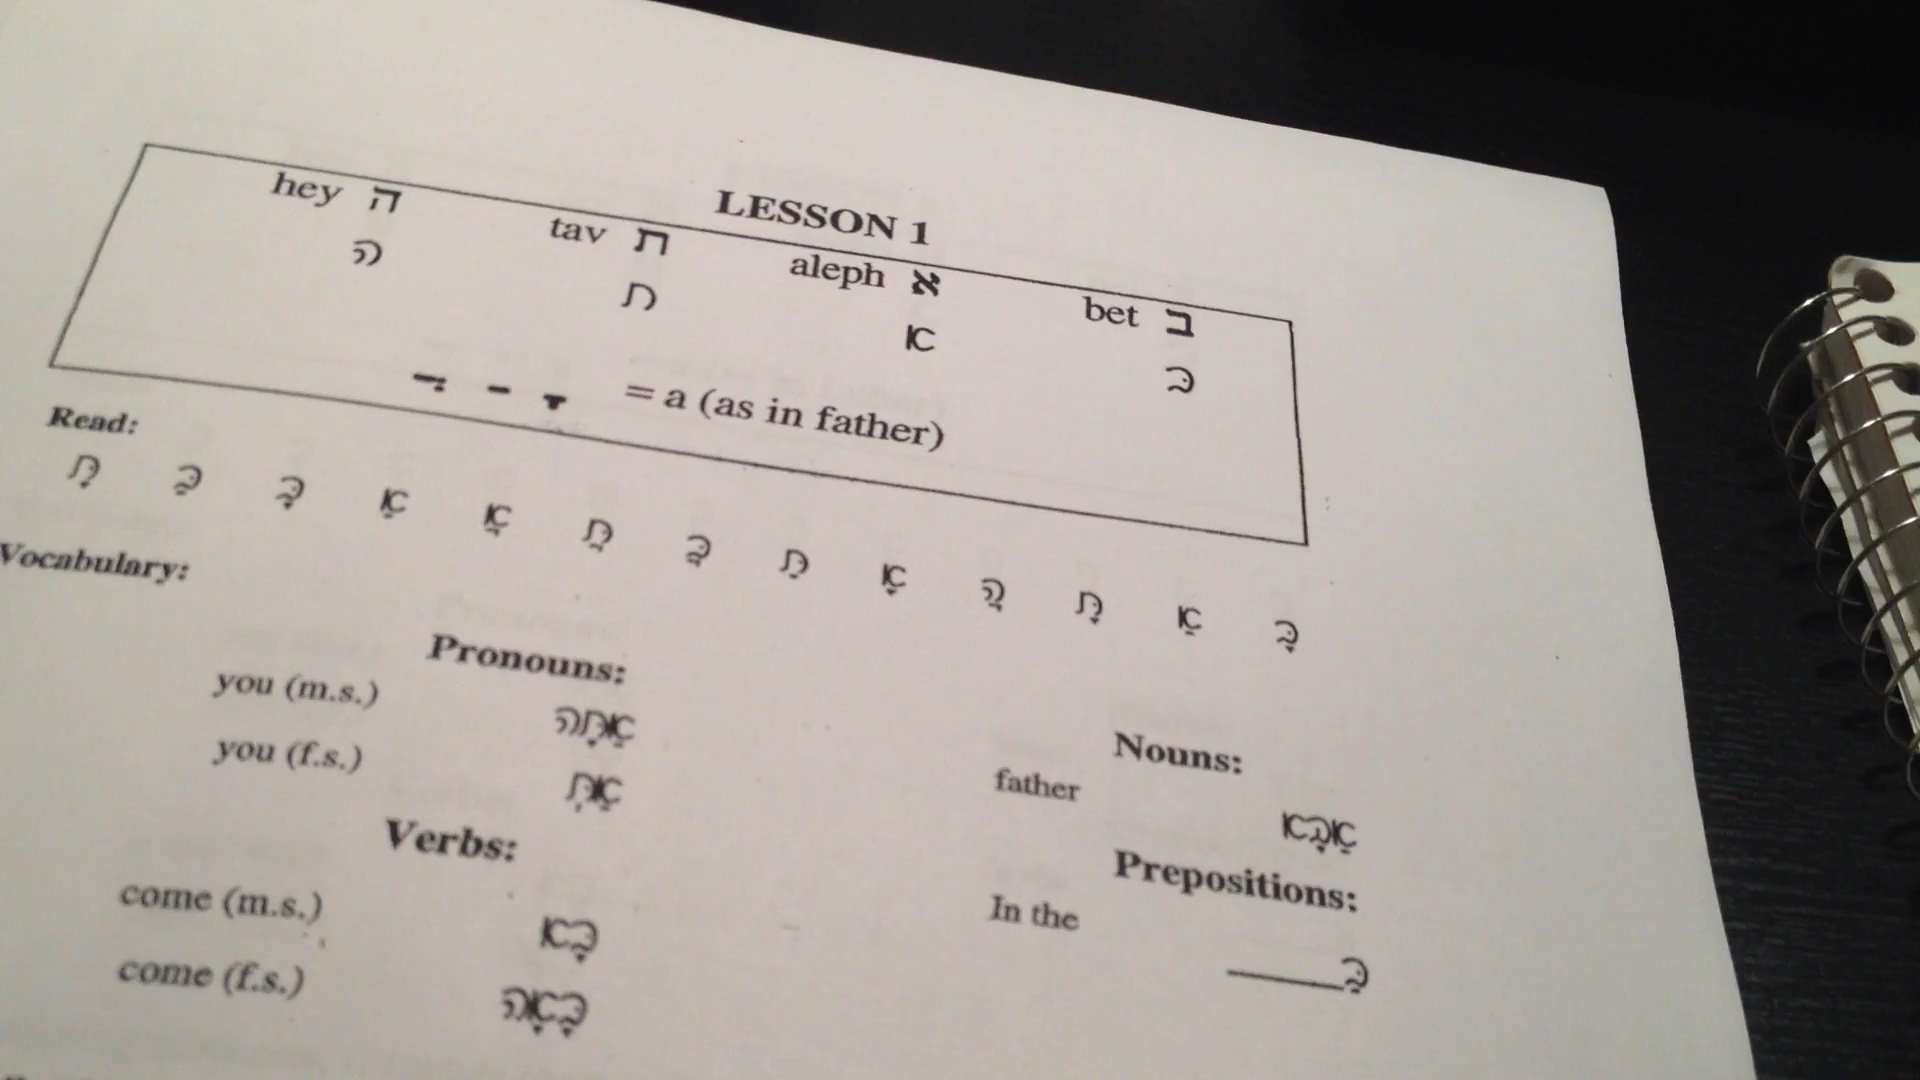 LESSON 1
hey ה tav ת aleph א bet ב
ה ת א ב
= a (as in father)
Read:
Vocabulary:
Pronouns:
you (m.s.) אַתָּה
you (f.s.) אַתְּ
Verbs:
come (m.s.) בָּא
come (f.s.) בָּאָה
Nouns:
father אַבָּא
Prepositions:
In the ____בַּ